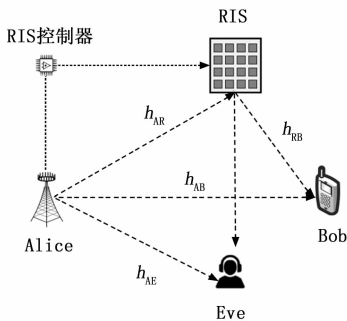 RIS
RIS控制器
h_AR
h_RB
h_AB
Alice
Bob
h_AE
Eve